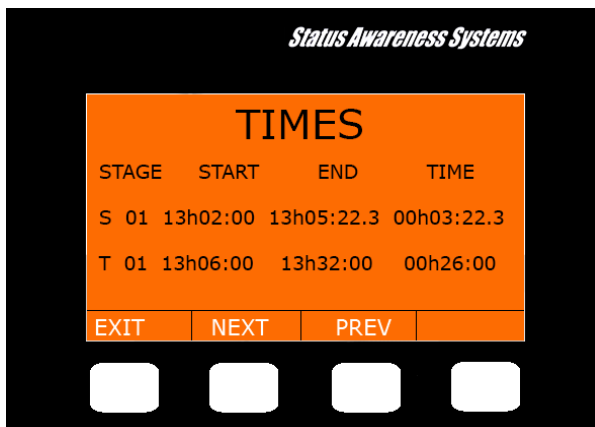 Status Awareness Systems
TIMES
STAGE START END TIME
S 01 13h02:00 13h05:22.3 00h03:22.3
T 01 13h06:00 13h32:00 00h26:00
EXIT NEXT PREV